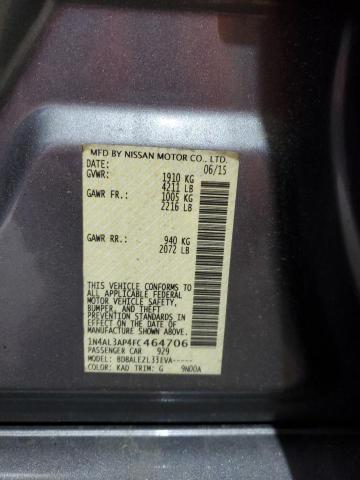 MFD BY NISSAN MOTOR CO., LTD.
DATE: 06/15
GVWR: 1910 KG
4211 LB
GAWR FR.: 1005 KG
2216 LB
GAWR RR.: 940 KG
2072 LB
THIS VEHICLE CONFORMS TO
ALL APPLICABLE FEDERAL
MOTOR VEHICLE SAFETY,
BUMPER, AND THEFT
PREVENTION STANDARDS IN
EFFECT ON THE DATE OF
MANUFACTURE SHOWN ABOVE.
1N4AL3AP4FC464706
PASSENGER CAR 929
MODEL: BDBALEZL33EVA-----
COLOR: KAD TRIM: G 9N00A